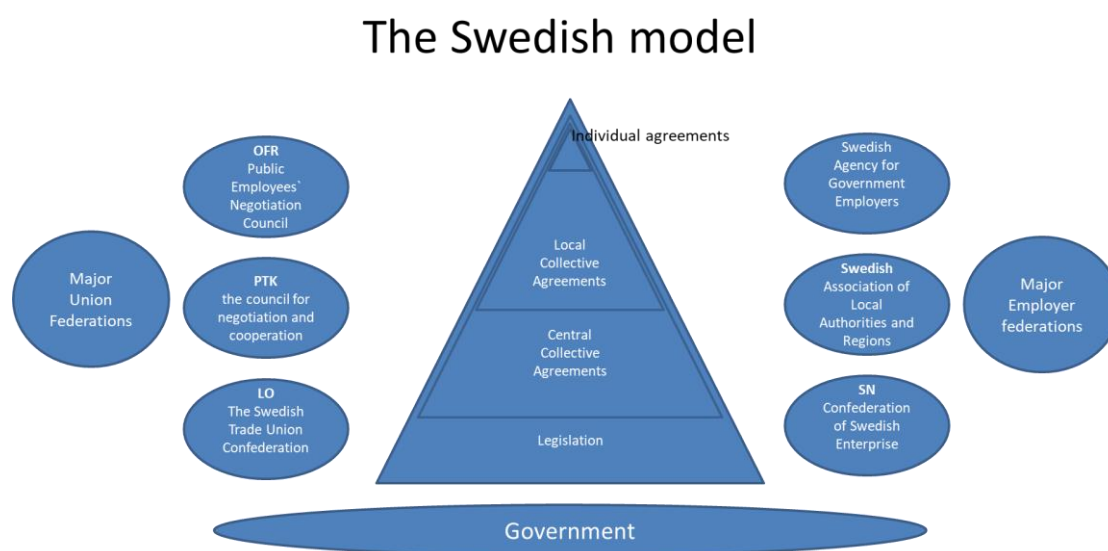 The Swedish model
Individual agreements
OFR
Public
Employees`
Negotiation
Council
Swedish
Agency for
Government
Employers
Major
Union
Federations
PTK
the council for
negotiation and
cooperation
Local
Collective
Agreements
Swedish
Association of
Local
Authorities and
Regions
Major
Employer
federations
Central
Collective
Agreements
LO
The Swedish
Trade Union
Confederation
Legislation
SN
Confederation
of Swedish
Enterprise
Government